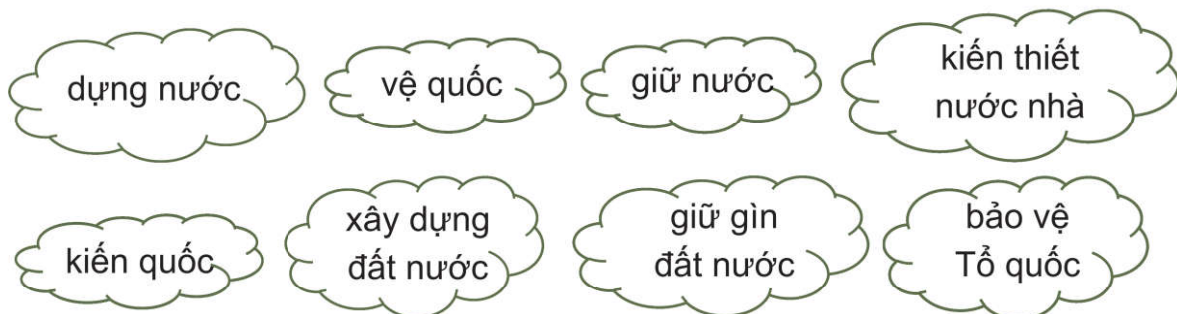 dựng nước
vệ quốc
giữ nước
kiến thiết
nước nhà
kiến quốc
xây dựng
đất nước
giữ gìn
đất nước
bảo vệ
Tổ quốc